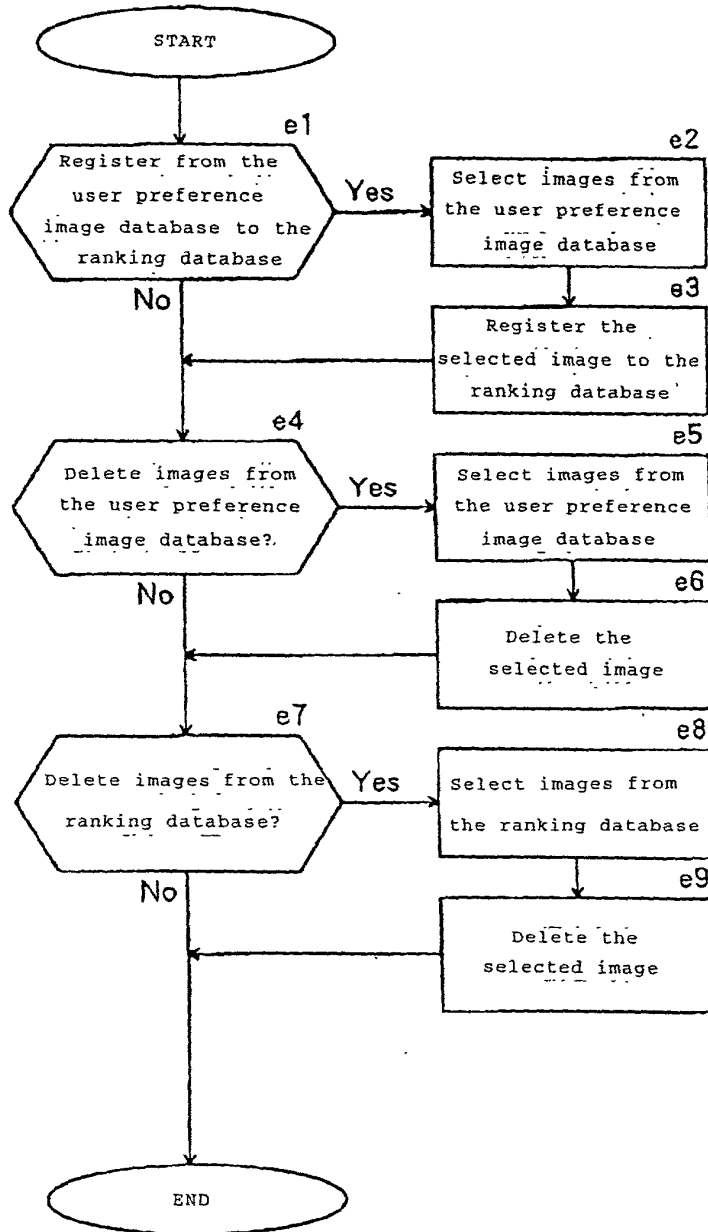 START
e1
Register from the
user preference
image database to the
ranking database
Yes
No
e2
Select images from
the user preference
image database
e3
Register the
selected image to the
ranking database
e4
Delete images from
the user preference
image database?
Yes
No
e5
Select images from
the user preference
image database
e6
Delete the
selected image
e7
Delete images from the
ranking database?
Yes
No
e8
Select images from
the ranking database
e9
Delete the
selected image
END